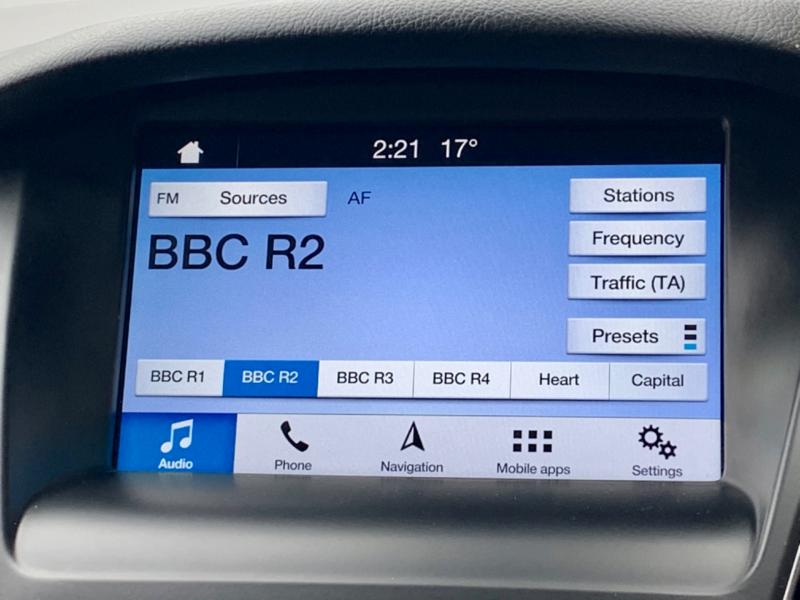 2:21 17°
FM Sources AF
Stations
BBC R2
Frequency
Traffic (TA)
Presets
BBC R1 BBC R2 BBC R3 BBC R4 Heart Capital
Audio Phone Navigation Mobile apps Settings